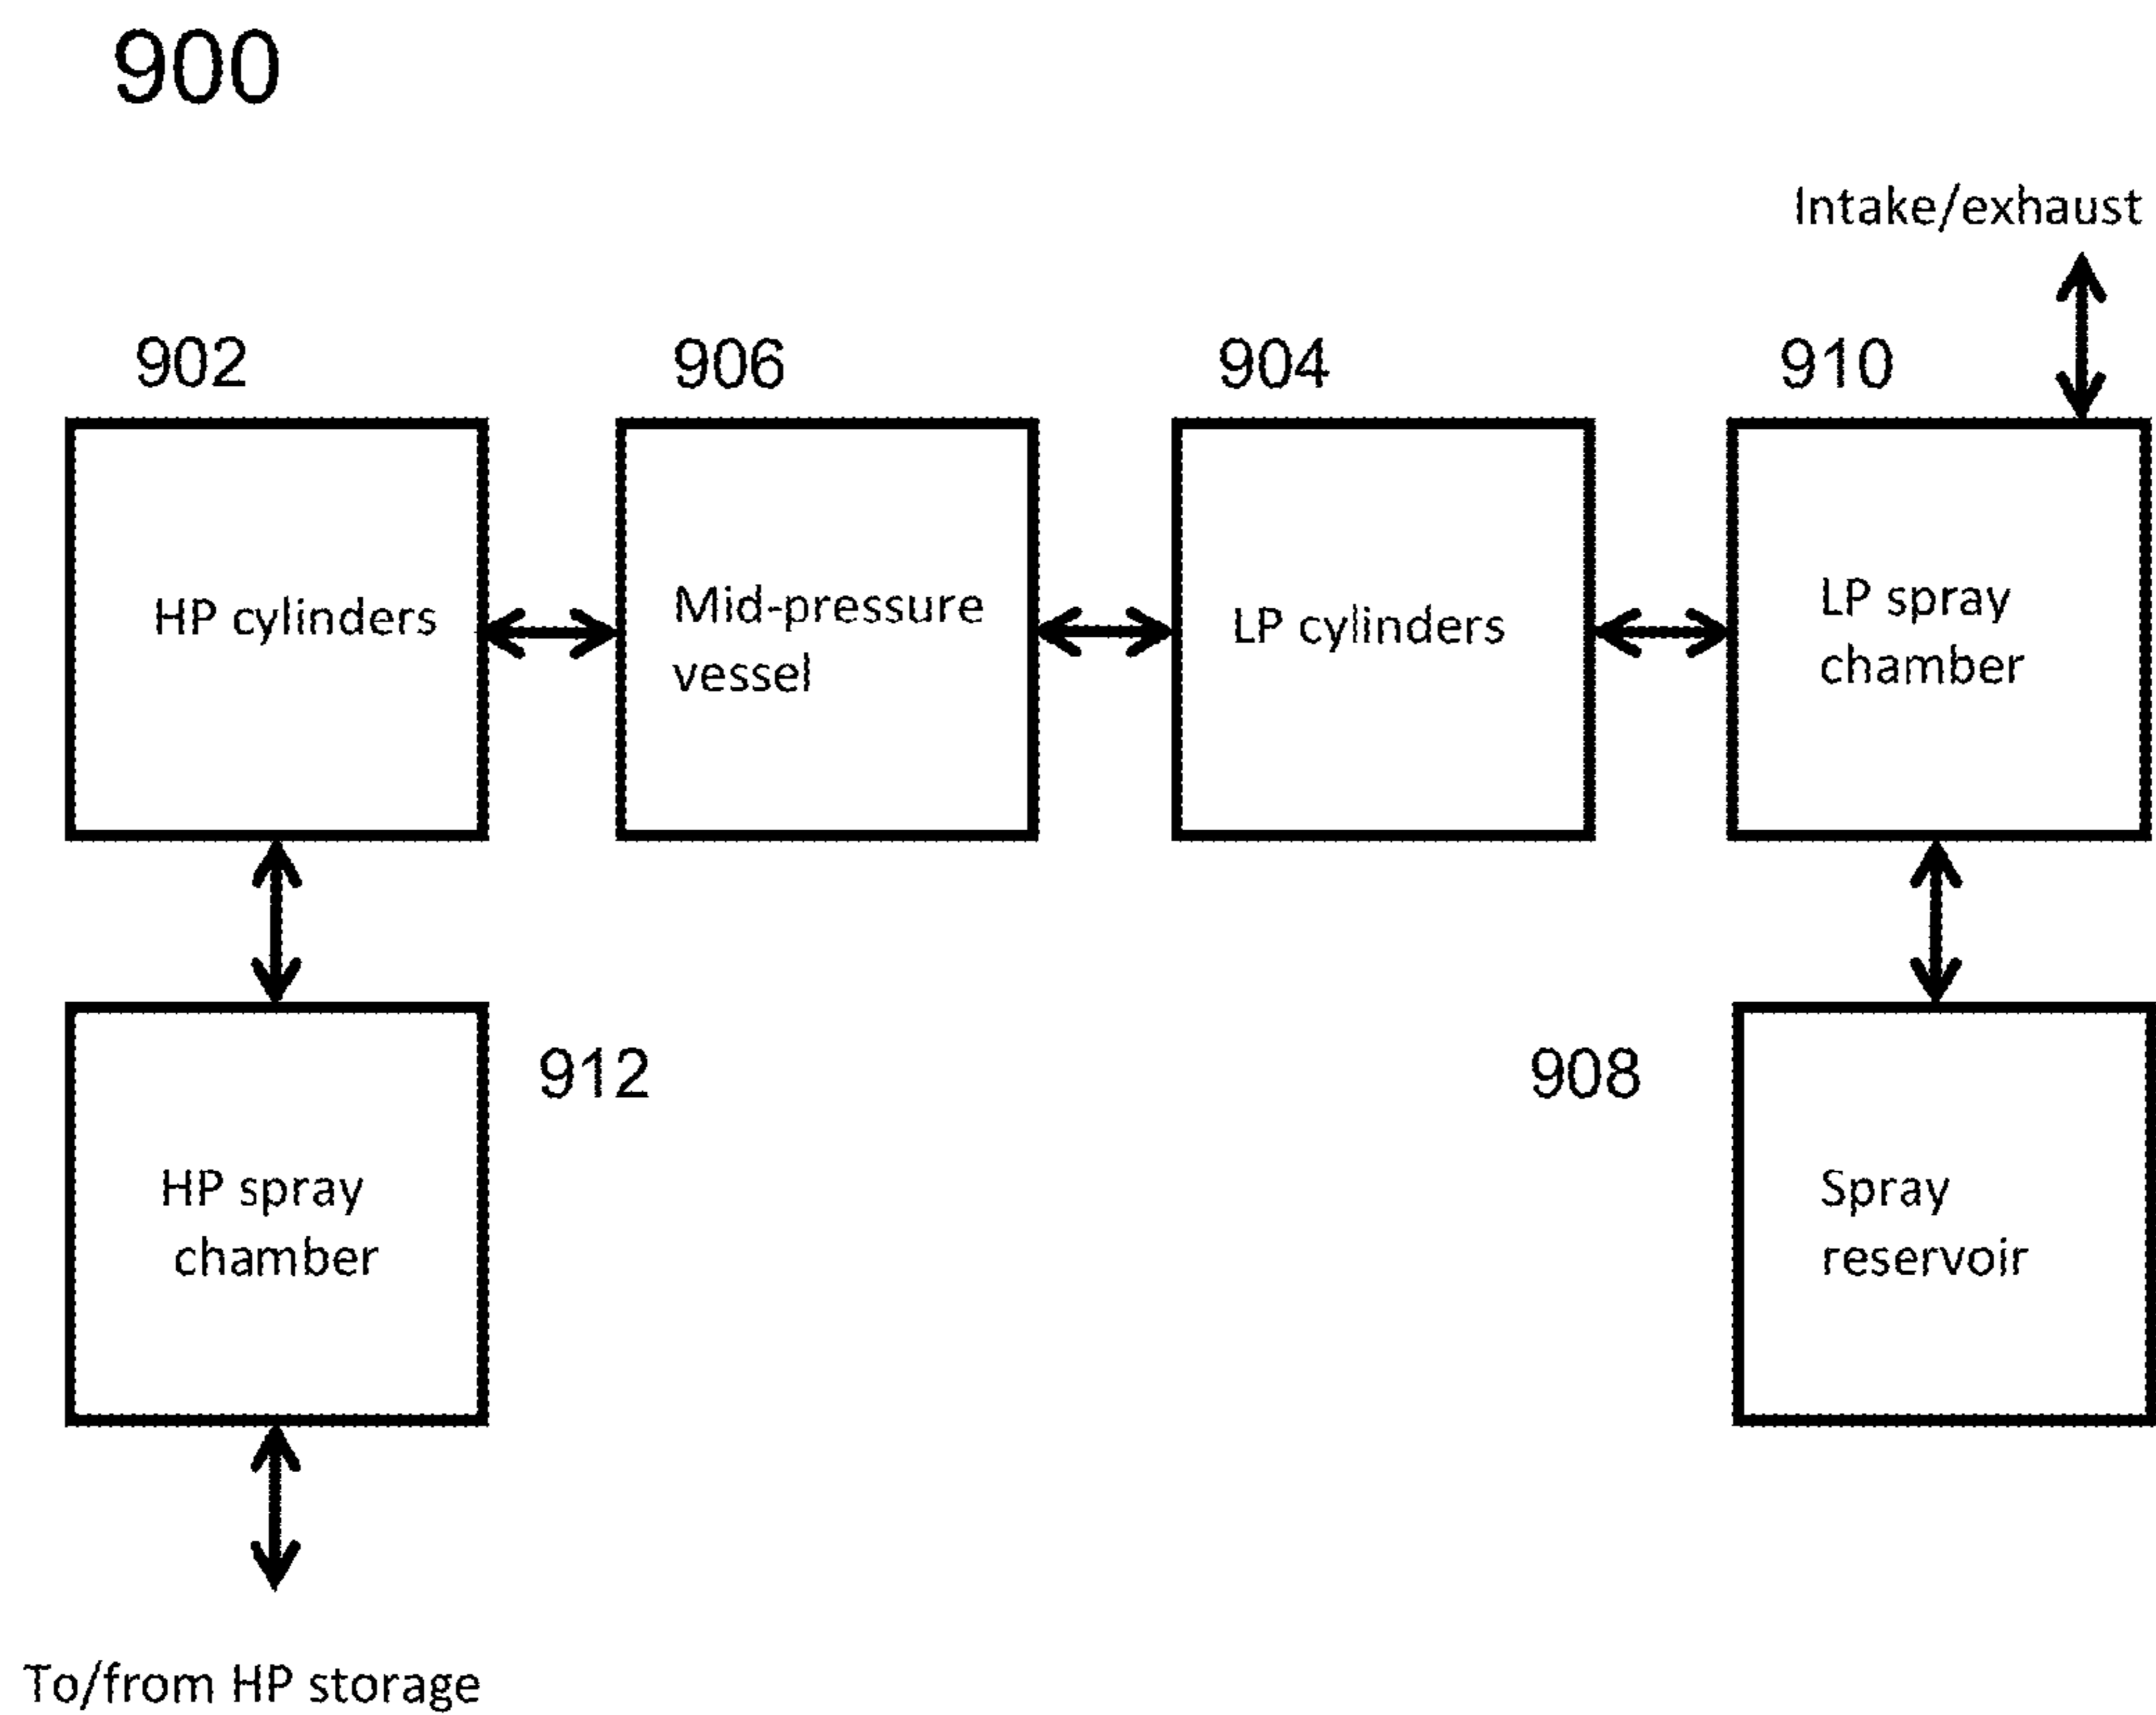 900
Intake/exhaust
902
906
904
910
HP cylinders
Mid-pressure
vessel
LP cylinders
LP spray
chamber
912
908
HP spray
chamber
Spray
reservoir
To/from HP storage